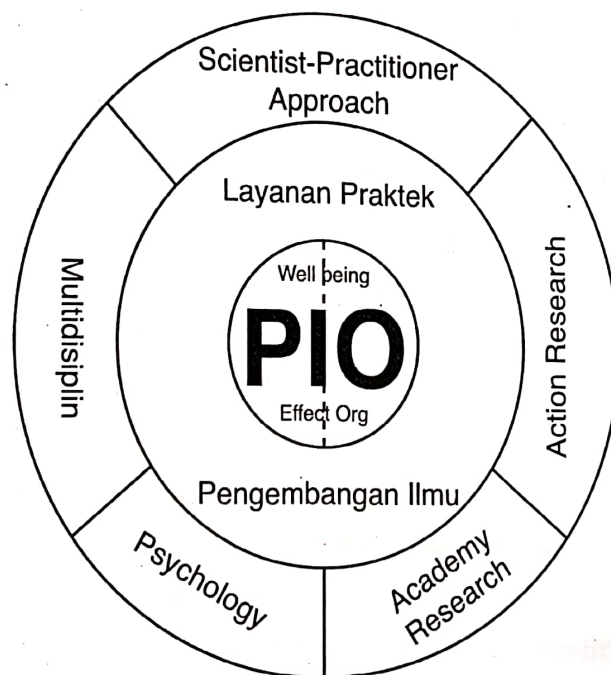 Scientist-Practitioner
Approach
Layanan Praktek
Well being
PIO
Effect Org
Pengembangan Ilmu
Multidisiplin
Action Research
Psychology
Academy
Research